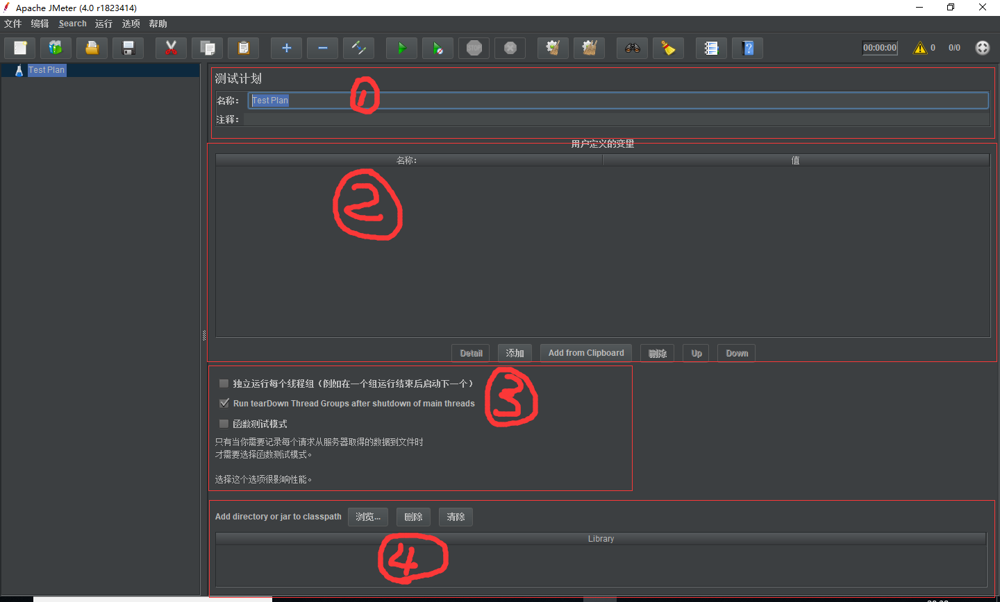 Apache JMeter (4.0 r1823414)
文件 编辑 Search 运行 选项 帮助
STOP
00:00:00 0 0/0
Test Plan
测试计划
1
名称： Test Plan
注释：
用户定义的变量
名称: 值
2
Detail 添加 Add from Clipboard 删除 Up Down
独立运行每个线程组（例如在一个组运行结束后启动下一个）
3
Run tearDown Thread Groups after shutdown of main threads
函数测试模式
只有当你需要记录每个请求从服务器取得的数据到文件时
才需要选择函数测试模式。
选择这个选项很影响性能。
Add directory or jar to classpath 浏览... 删除 清除
Library
4